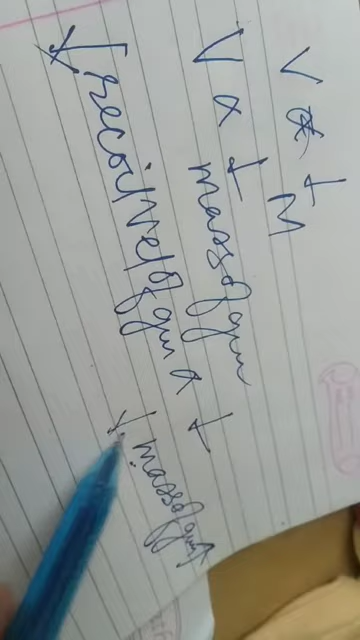 V α 1/M
V α 1/mass of gun
↓ recoil vel of gun α 1/mass of gun ↑